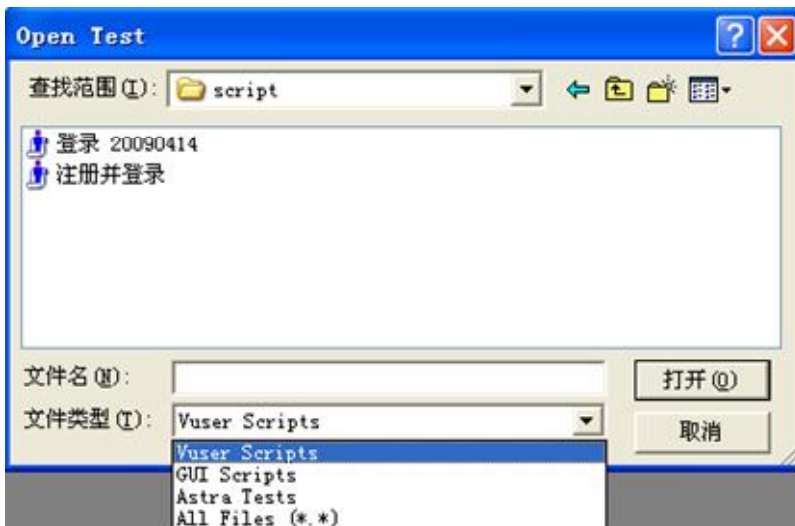 Open Test
查找范围(I): script
登录 20090414
注册并登录
文件名(N):
打开(O)
文件类型(T): Vuser Scripts
取消
Vuser Scripts
GUI Scripts
Astra Tests
All Files (*.*)